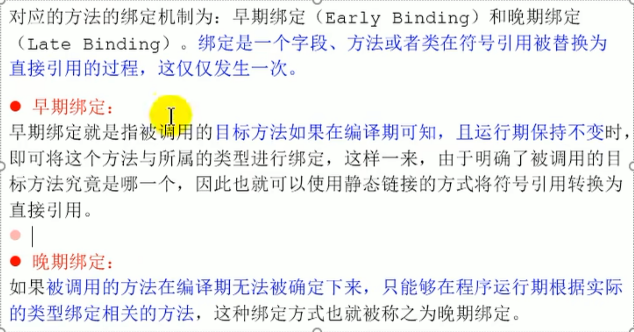 对应的方法的绑定机制为：早期绑定（Early Binding）和晚期绑定
（Late Binding）。绑定是一个字段、方法或者类在符号引用被替换为
直接引用的过程，这仅仅发生一次。
● 早期绑定：
早期绑定就是指被调用的目标方法如果在编译期可知，且运行期保持不变时，
即可将这个方法与所属的类型进行绑定，这样一来，由于明确了被调用的目
标方法究竟是哪一个，因此也就可以使用静态链接的方式将符号引用转换为
直接引用。
●
● 晚期绑定：
如果被调用的方法在编译期无法被确定下来，只能够在程序运行期根据实际
的类型绑定相关的方法，这种绑定方式也就被称之为晚期绑定。